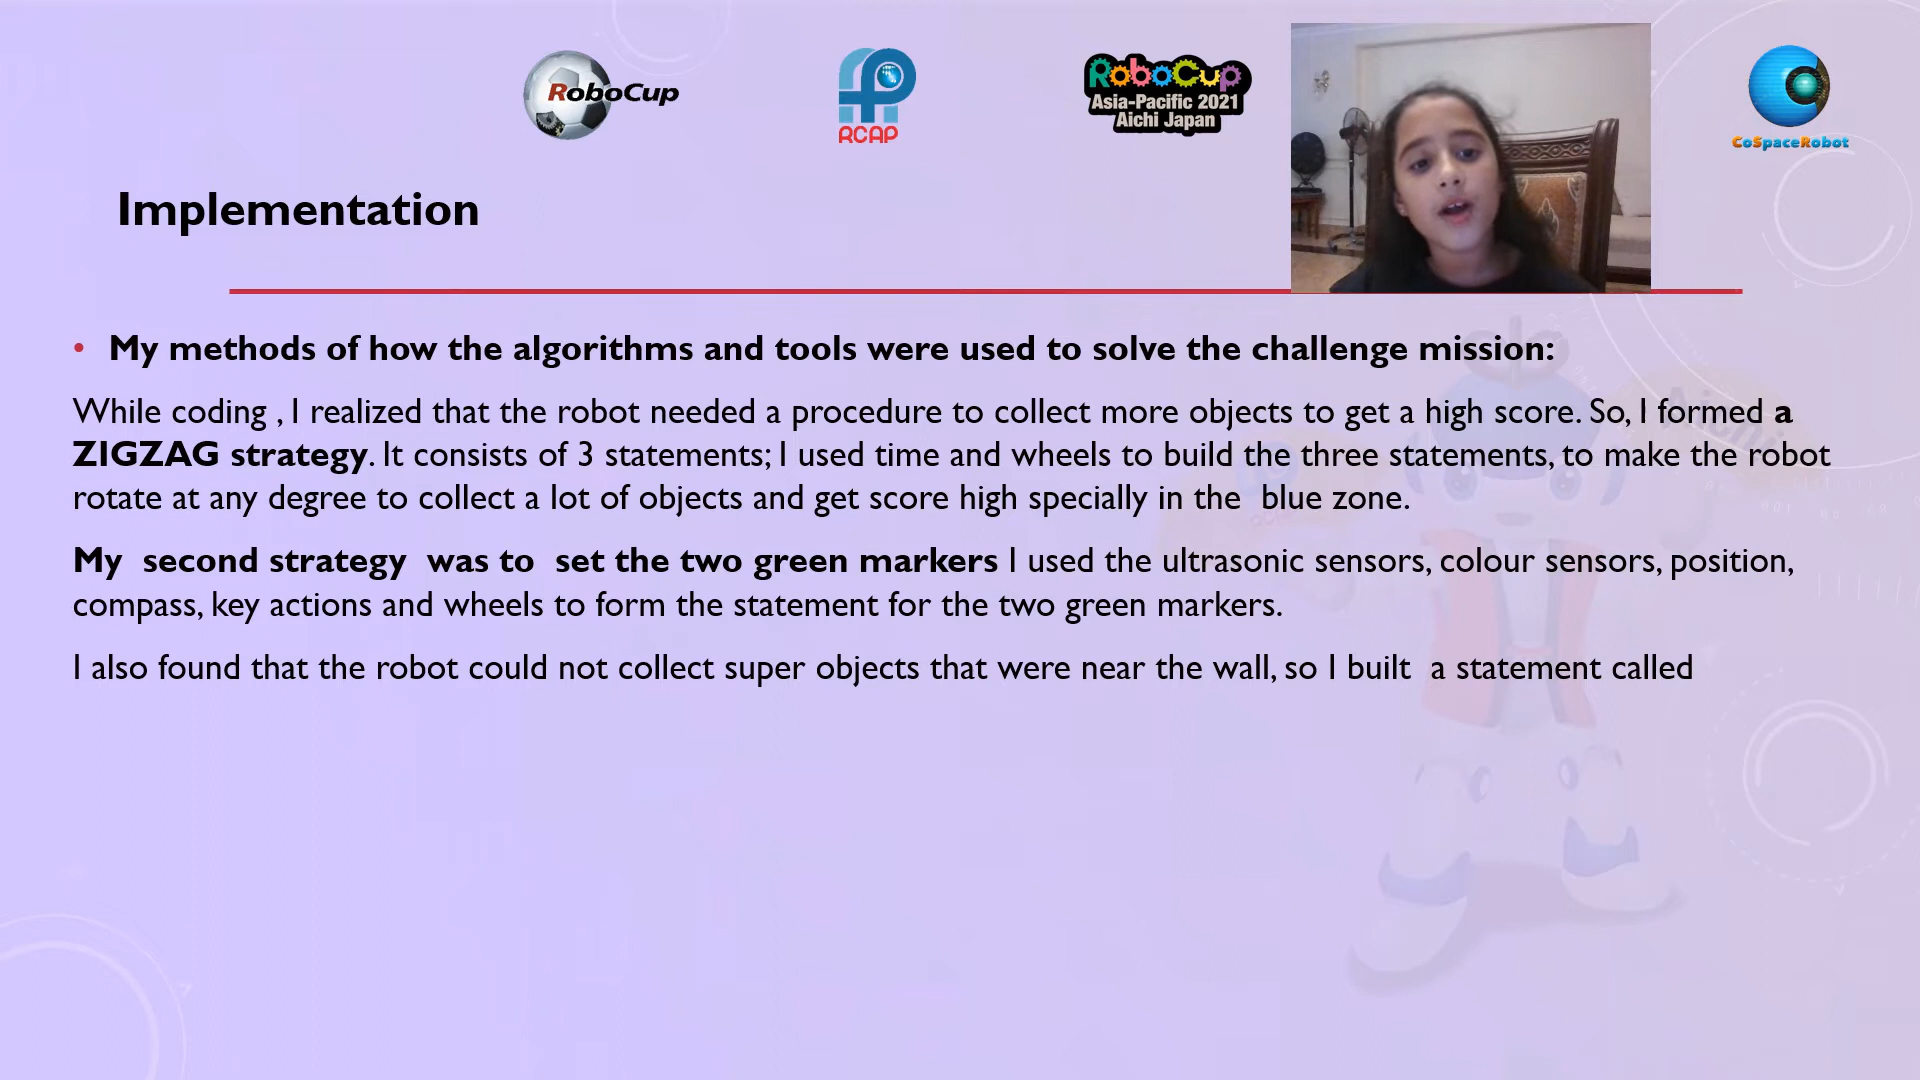 RoboCup
RCAP
RoboCup
Asia-Pacific 2021
Aichi Japan
CoSpaceRobot
Implementation
• My methods of how the algorithms and tools were used to solve the challenge mission:
While coding , I realized that the robot needed a procedure to collect more objects to get a high score. So, I formed a
ZIGZAG strategy. It consists of 3 statements; I used time and wheels to build the three statements, to make the robot
rotate at any degree to collect a lot of objects and get score high specially in the  blue zone.
My  second strategy  was to  set the two green markers I used the ultrasonic sensors, colour sensors, position,
compass, key actions and wheels to form the statement for the two green markers.
I also found that the robot could not collect super objects that were near the wall, so I built  a statement called